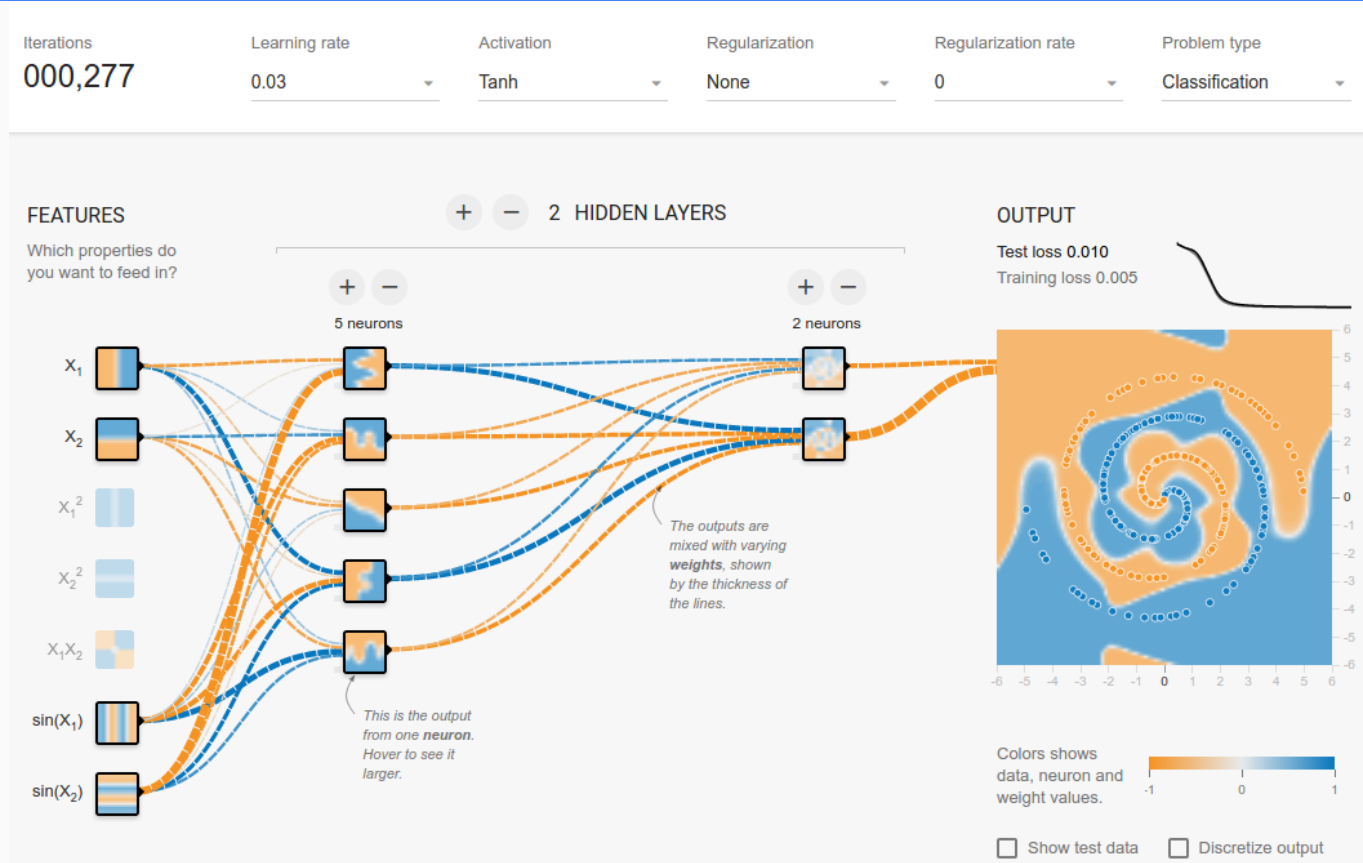 Iterations
000,277
Learning rate
0.03
Activation
Tanh
Regularization
None
Regularization rate
0
Problem type
Classification
FEATURES
Which properties do
you want to feed in?
+ − 2 HIDDEN LAYERS
+ −
5 neurons
+ −
2 neurons
X₁
X₂
X₁²
X₂²
X₁X₂
sin(X₁)
sin(X₂)
This is the output
from one neuron.
Hover to see it
larger.
The outputs are
mixed with varying
weights, shown
by the thickness of
the lines.
OUTPUT
Test loss 0.010
Training loss 0.005
6
5
4
3
2
1
0
-1
-2
-3
-4
-5
-6
-6 -5 -4 -3 -2 -1 0 1 2 3 4 5 6
Colors shows
data, neuron and
weight values.
-1 0 1
Show test data
Discretize output